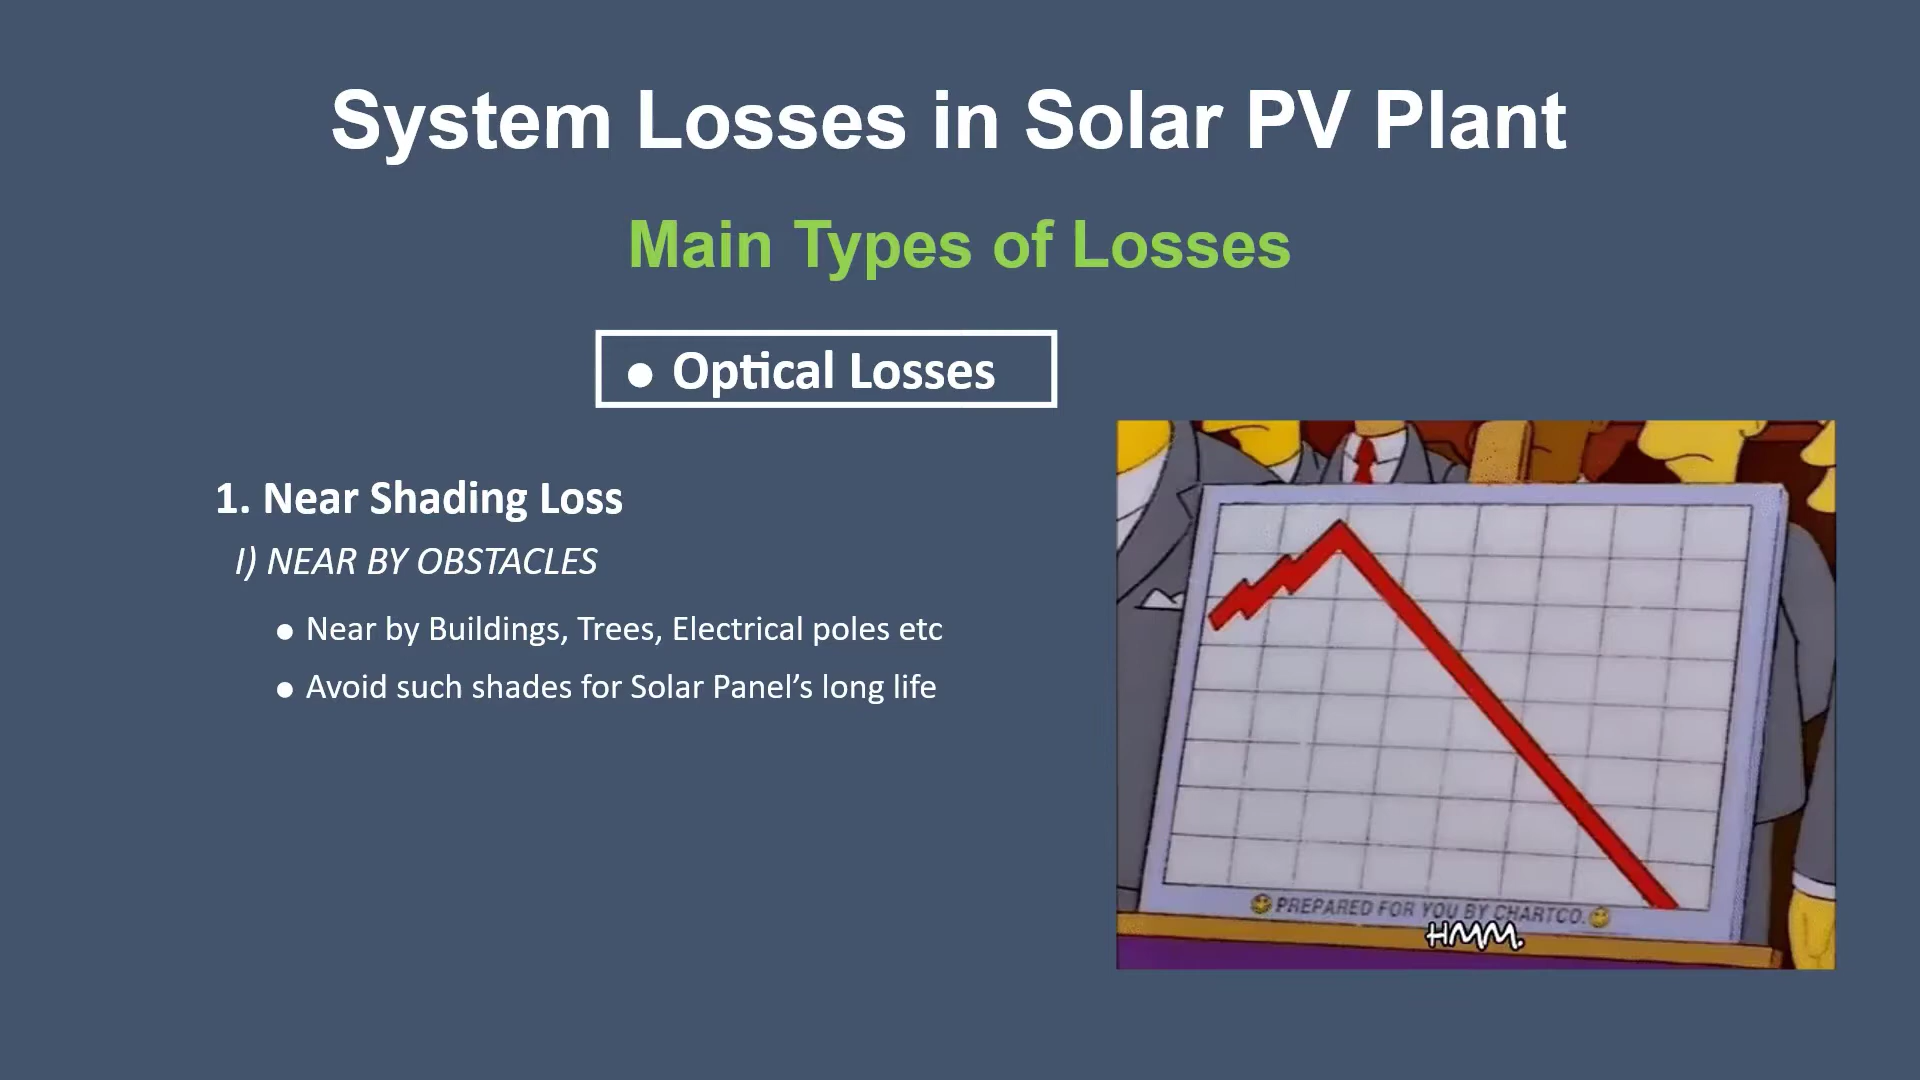 System Losses in Solar PV Plant
Main Types of Losses
● Optical Losses
1. Near Shading Loss
I) NEAR BY OBSTACLES
● Near by Buildings, Trees, Electrical poles etc
● Avoid such shades for Solar Panel’s long life
PREPARED FOR YOU BY CHARTCO.
HMM.